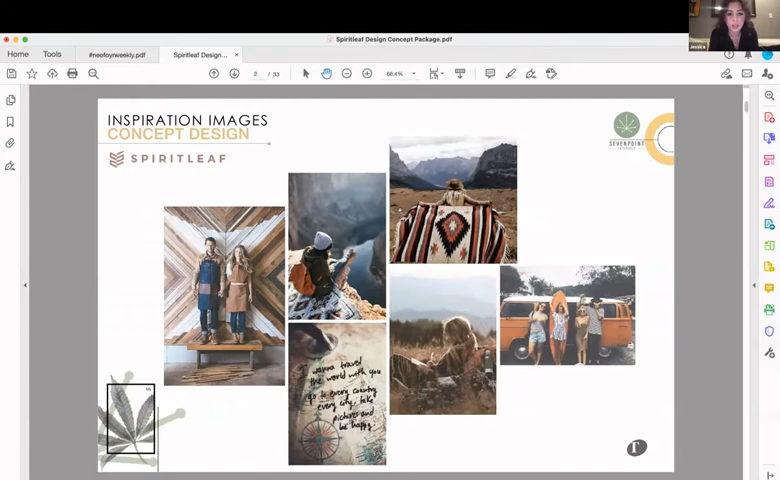 Spiritleaf Design Concept Package.pdf
Home
Tools
#neofoyrweekly.pdf
Spiritleaf Design...
2
/ 33
66.4%
Jessica
INSPIRATION IMAGES
CONCEPT DESIGN
SPIRITLEAF
SEVENPOINT
I wanna travel
the world with you
go to every country
every city, take
pictures and
be happy.